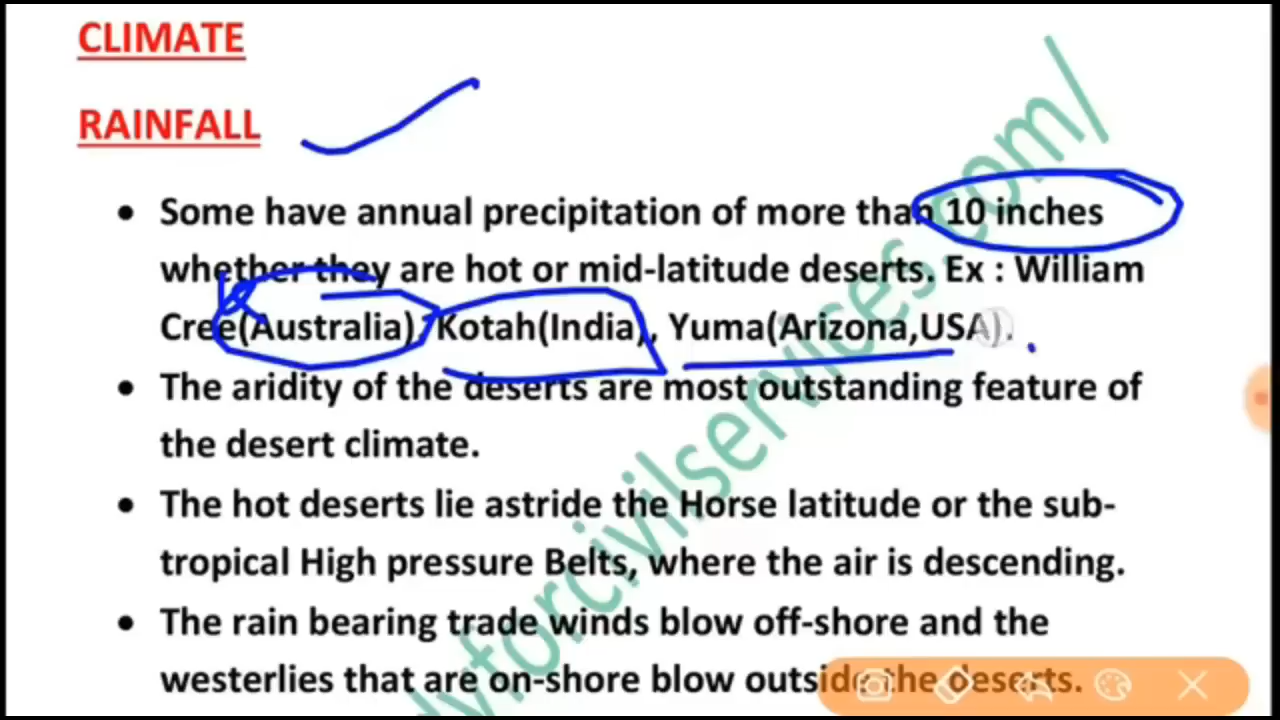 CLIMATE
RAINFALL
• Some have annual precipitation of more than 10 inches
whether they are hot or mid-latitude deserts. Ex : William
Cree(Australia), Kotah(India), Yuma(Arizona,USA).
• The aridity of the deserts are most outstanding feature of
the desert climate.
• The hot deserts lie astride the Horse latitude or the sub-
tropical High pressure Belts, where the air is descending.
• The rain bearing trade winds blow off-shore and the
westerlies that are on-shore blow outside the deserts.
yforcivilservices.com/